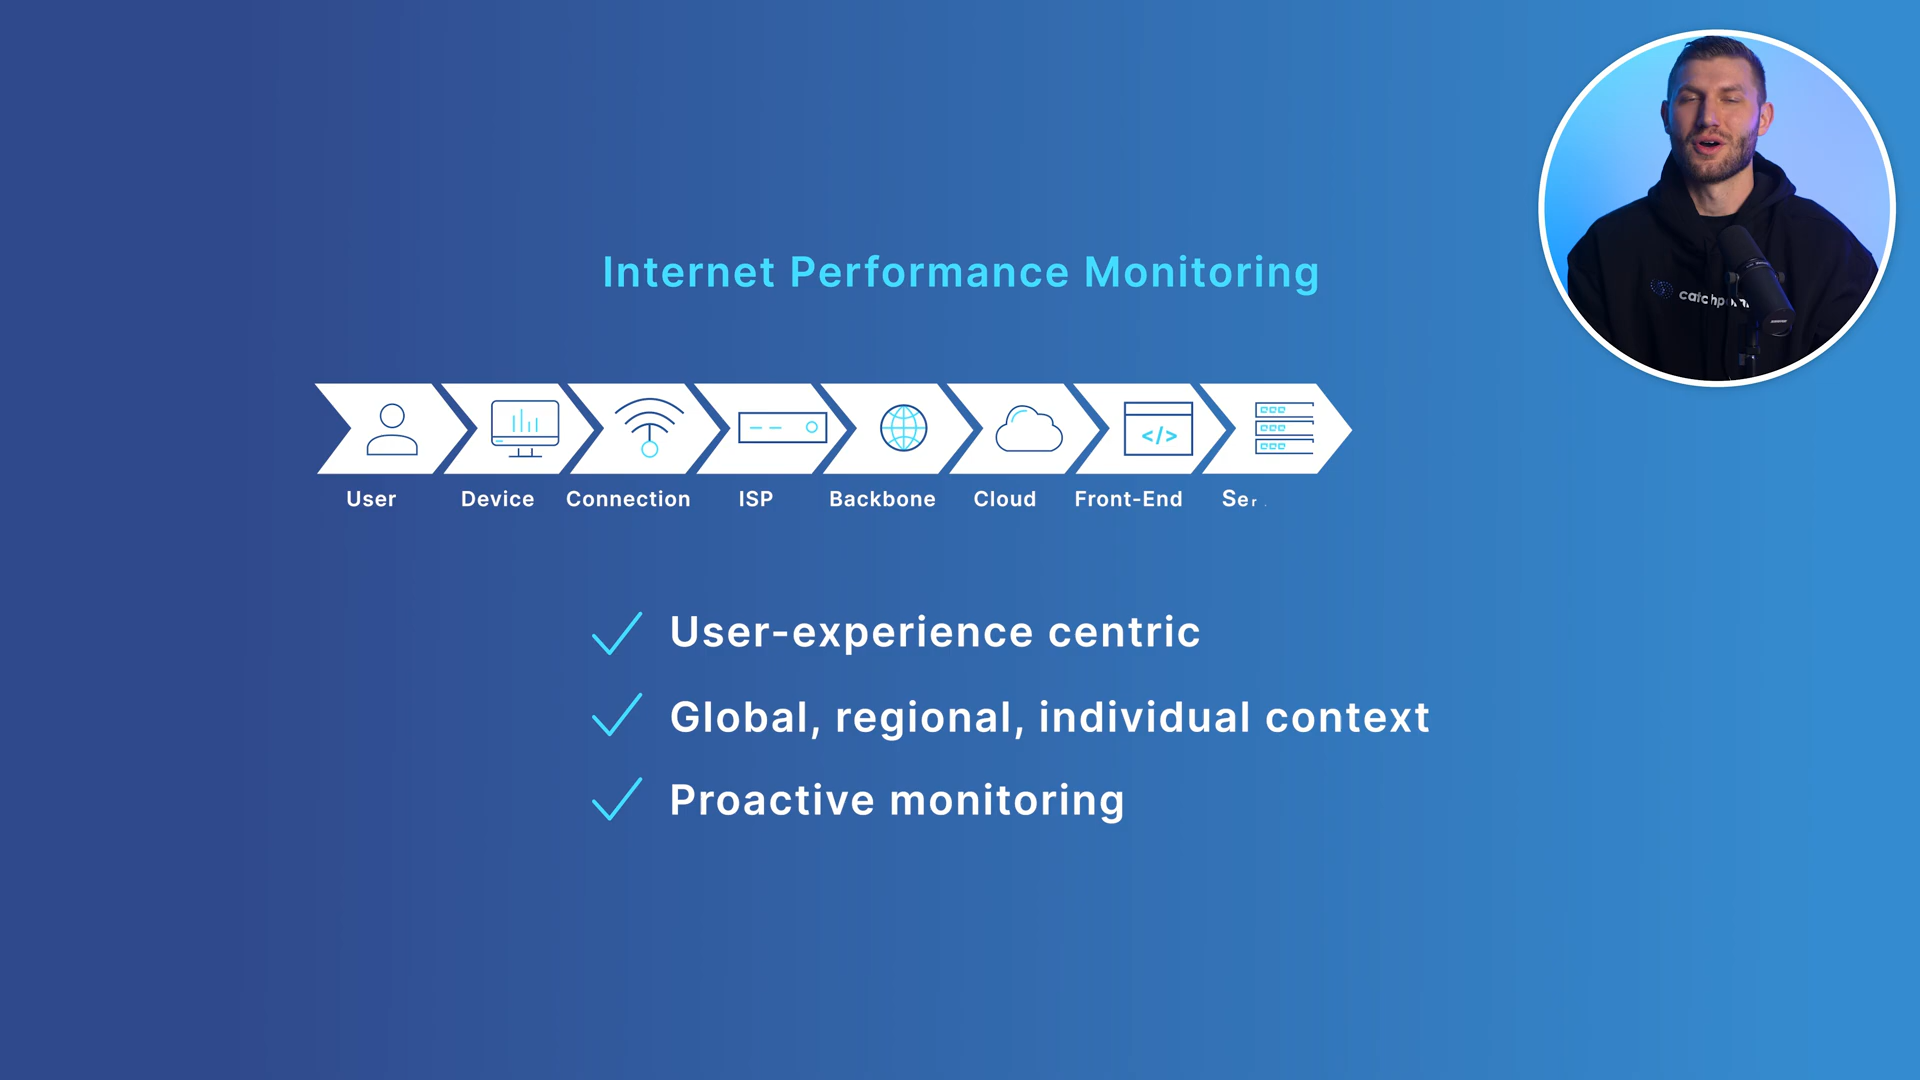 Internet Performance Monitoring
</>
User Device Connection ISP Backbone Cloud Front-End Ser
User-experience centric
Global, regional, individual context
Proactive monitoring